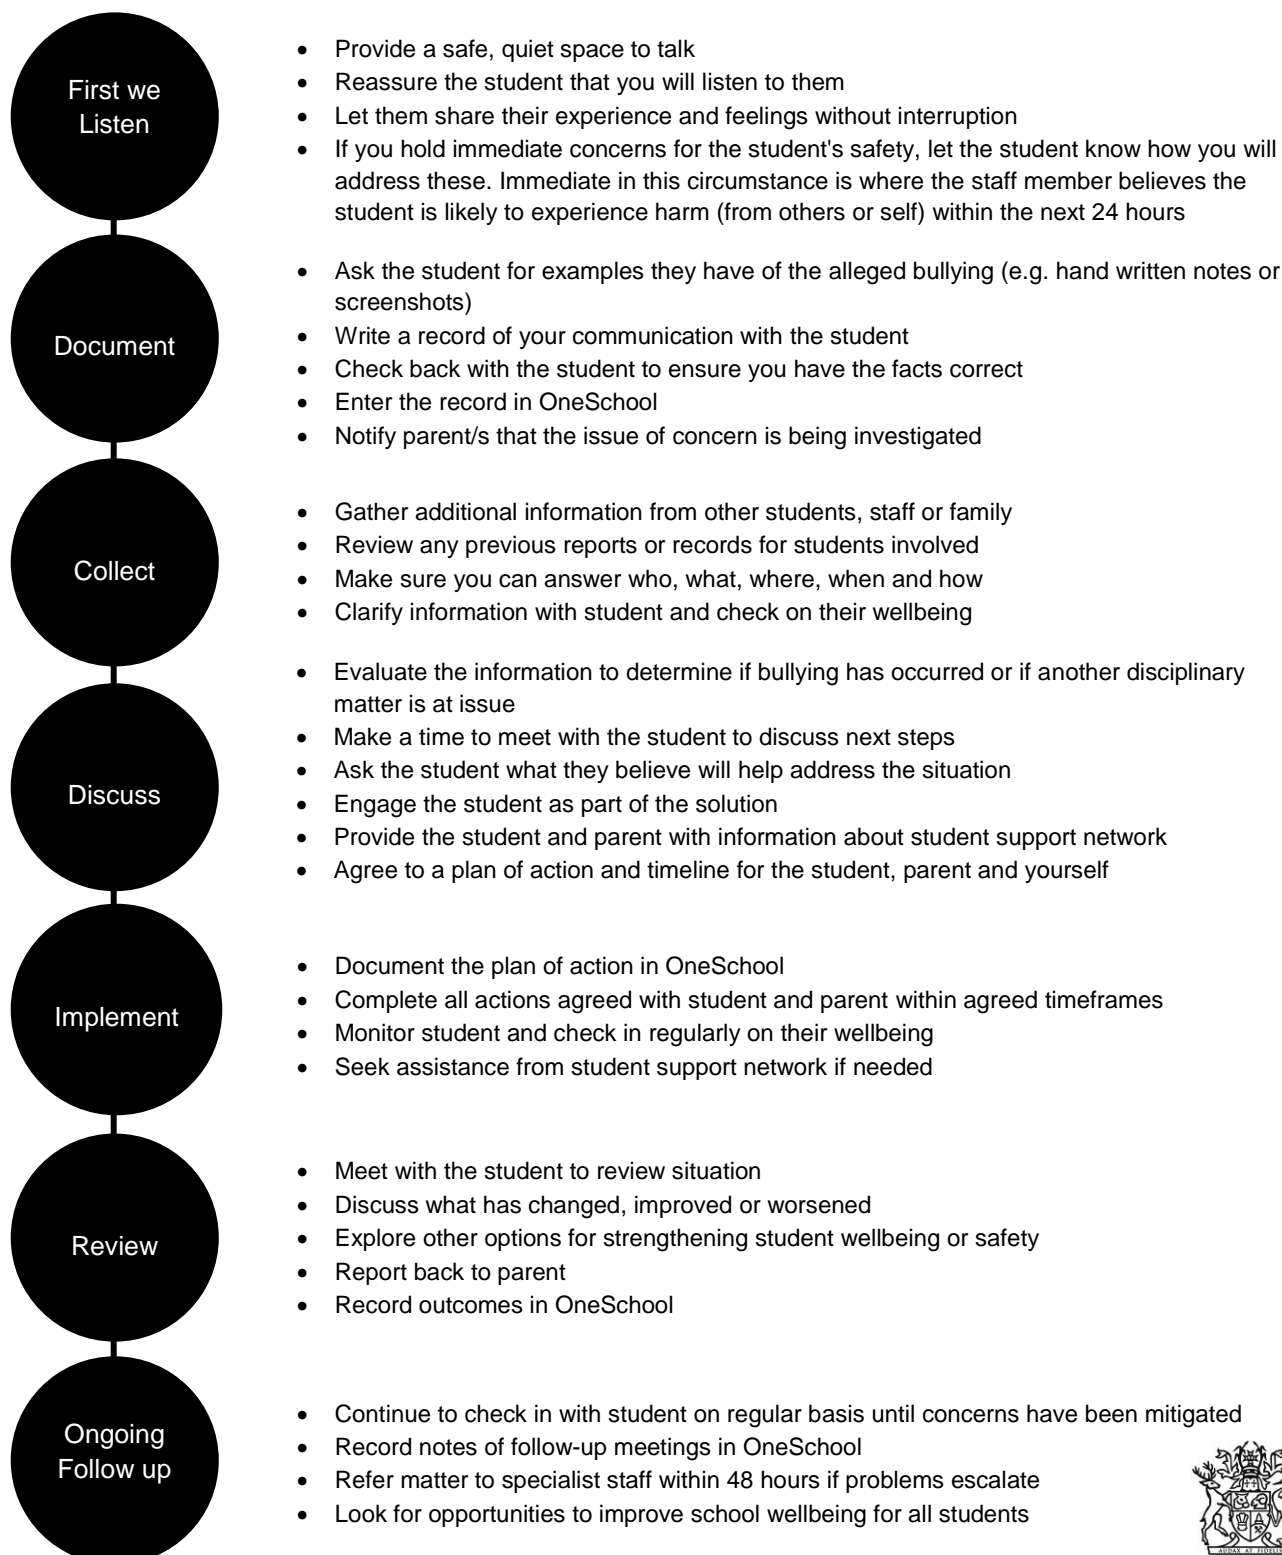 First we
Listen
• Provide a safe, quiet space to talk
• Reassure the student that you will listen to them
• Let them share their experience and feelings without interruption
• If you hold immediate concerns for the student's safety, let the student know how you will
address these. Immediate in this circumstance is where the staff member believes the
student is likely to experience harm (from others or self) within the next 24 hours
Document
• Ask the student for examples they have of the alleged bullying (e.g. hand written notes or
screenshots)
• Write a record of your communication with the student
• Check back with the student to ensure you have the facts correct
• Enter the record in OneSchool
• Notify parent/s that the issue of concern is being investigated
Collect
• Gather additional information from other students, staff or family
• Review any previous reports or records for students involved
• Make sure you can answer who, what, where, when and how
• Clarify information with student and check on their wellbeing
Discuss
• Evaluate the information to determine if bullying has occurred or if another disciplinary
matter is at issue
• Make a time to meet with the student to discuss next steps
• Ask the student what they believe will help address the situation
• Engage the student as part of the solution
• Provide the student and parent with information about student support network
• Agree to a plan of action and timeline for the student, parent and yourself
Implement
• Document the plan of action in OneSchool
• Complete all actions agreed with student and parent within agreed timeframes
• Monitor student and check in regularly on their wellbeing
• Seek assistance from student support network if needed
Review
• Meet with the student to review situation
• Discuss what has changed, improved or worsened
• Explore other options for strengthening student wellbeing or safety
• Report back to parent
• Record outcomes in OneSchool
Ongoing
Follow up
• Continue to check in with student on regular basis until concerns have been mitigated
• Record notes of follow-up meetings in OneSchool
• Refer matter to specialist staff within 48 hours if problems escalate
• Look for opportunities to improve school wellbeing for all students
AUDAX AT FIDELIS